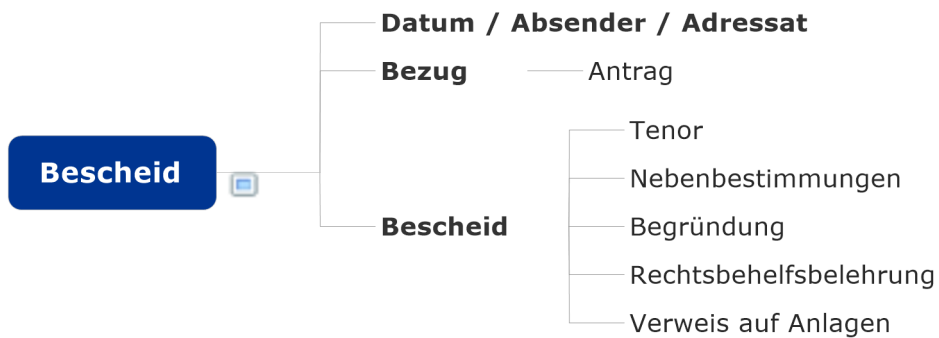 Bescheid
Datum / Absender / Adressat
Bezug
Antrag
Bescheid
Tenor
Nebenbestimmungen
Begründung
Rechtsbehelfsbelehrung
Verweis auf Anlagen